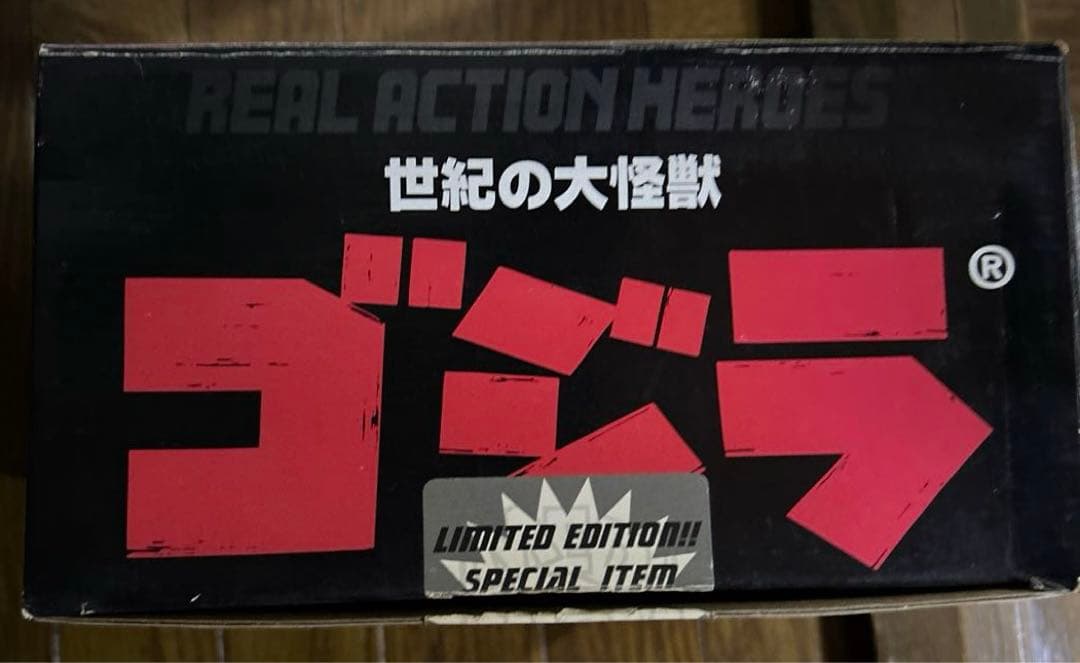 REAL ACTION HEROES
世紀の大怪獣
ゴジラ®
LIMITED EDITION!!
SPECIAL ITEM